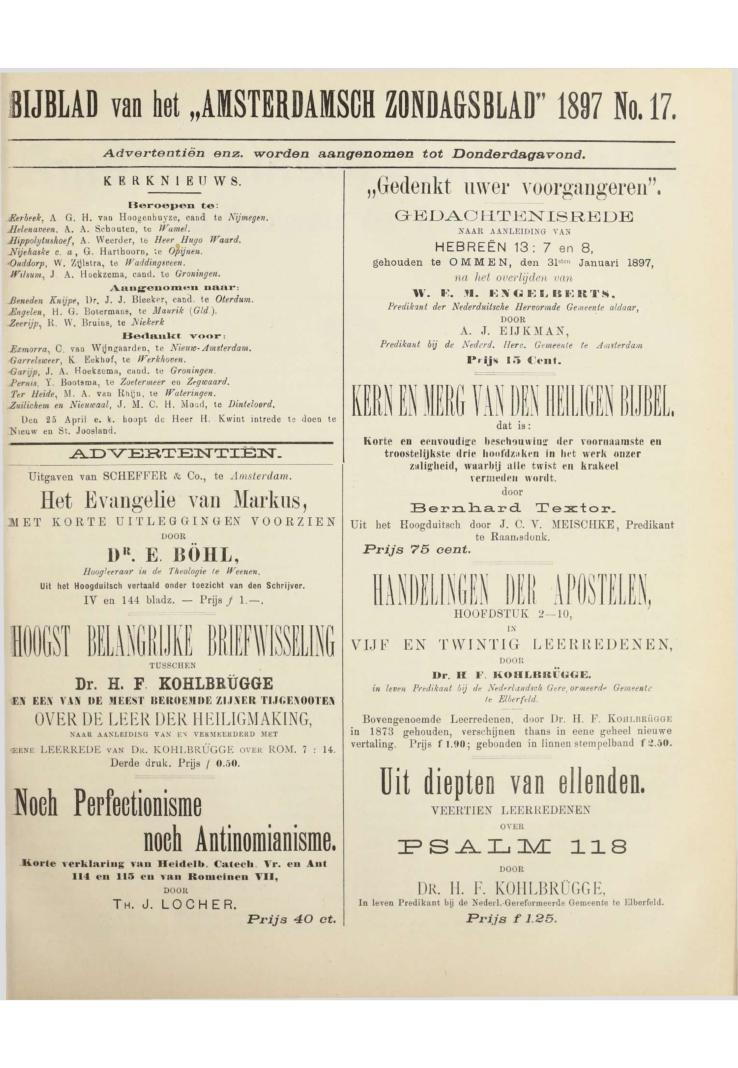 BIJBLAD van het „AMSTERDAMSCH ZONDAGSBLAD” 1897 No. 17.
Advertentiën enz. worden aangenomen tot Donderdagavond.
KERKNIEUWS.
Beroepen te:
Eerbeek, A. G. H. van Hoogenhuyze, cand te Nijmegen.
Helenaveen, A. A. Schouten, te Wamel.
Hippolytushoef, A. Weerder, te Heer Hugo Waard.
Nijehaske c. a, G. Hartboorn, te Opijnen.
Ouddorp, W. Zijlstra, te Waddingsveen.
Wilsum, J A. Hoekzema, cand. te Groningen.
Aangenomen naar:
Beneden Knijpe, Dr. J. J. Bleeker, cand. te Oterdum.
Engelen, H. G. Botermans, te Maurik (Gld.).
Zeerijp, R. W. Bruins, te Niekerk
Bedankt voor:
Exmorra, C. van Wijngaarden, te Nieuw-Amsterdam.
Garrelsweer, K. Eekhof, te Werkhoven.
Garijp, J. A. Hoekzema, cand. te Groningen.
Pernis, Y. Bootsma, te Zoetermeer en Zegwaard.
Ter Heide, M. A. van Rhijn, te Wateringen.
Zuilichem en Nieuwaal, J. M. C. H. Mood, te Dinteloord.
Den 25 April e. k. hoopt de Heer H. Kwint intrede te doen te
Nieuw en St. Joosland.
ADVERTENTIËN.
Uitgaven van SCHEFFER & Co., te Amsterdam.
Het Evangelie van Markus,
MET KORTE UITLEGGINGEN VOORZIEN
DOOR
DR. E. BÖHL,
Hoogleeraar in de Theologie te Weenen.
Uit het Hoogduitsch vertaald onder toezicht van den Schrijver.
IV en 144 bladz. — Prijs f 1.—.
HOOGST BELANGRIJKE BRIEFWISSELING
TUSSCHEN
Dr. H. F. KOHLBRÜGGE
EN EEN VAN DE MEEST BEROEMDE ZIJNER TIJGENOOTEN
OVER DE LEER DER HEILIGMAKING,
NAAR AANLEIDING VAN EN VERMEERDERD MET
EENE LEERREDE VAN DR. KOHLBRÜGGE OVER ROM. 7 : 14.
Derde druk. Prijs f 0.50.
Noch Perfectionisme
noch Antinomianisme.
Korte verklaring van Heidelb. Catech. Vr. en Ant
114 en 115 en van Romeinen VII,
DOOR
TH. J. LOCHER.
Prijs 40 ct.
„Gedenkt uwer voorgangeren”.
GEDACHTENISREDE
NAAR AANLEIDING VAN
HEBREËN 13 : 7 en 8,
gehouden te OMMEN, den 31sten Januari 1897,
na het overlijden van
W. F. M. ENGELBERTS,
Predikant der Nederduitsche Hervormde Gemeente aldaar,
DOOR
A. J. EIJKMAN,
Predikant bij de Nederd. Herv. Gemeente te Amsterdam
Prijs 15 Cent.
KERN EN MERG VAN DEN HEILIGEN BIJBEL.
dat is:
Korte en eenvoudige beschouwing der voornaamste en
troostelijkste drie hoofdzaken in het werk onzer
zaligheid, waarbij alle twist en krakeel
vermeden wordt.
door
Bernhard Textor.
Uit het Hoogduitsch door J. C. V. MEISCHKE, Predikant
te Raamsdonk.
Prijs 75 cent.
HANDELINGEN DER APOSTELEN,
HOOFDSTUK 2—10,
IN
VIJF EN TWINTIG LEERREDENEN,
DOOR
Dr. H F. KOHLBRÜGGE.
in leven Predikant bij de Nederlandsch Gereformeerde Gemeente
te Elberfeld.
Bovengenoemde Leerredenen, door Dr. H. F. KOHLBRÜGGE
in 1873 gehouden, verschijnen thans in eene geheel nieuwe
vertaling. Prijs f 1.90; gebonden in linnen stempelband f 2.50.
Uit diepten van ellenden.
VEERTIEN LEERREDENEN
OVER
PSALM 118
DOOR
DR. H. F. KOHLBRÜGGE,
In leven Predikant bij de Nederl.-Gereformeerde Gemeente te Elberfeld.
Prijs f 1.25.